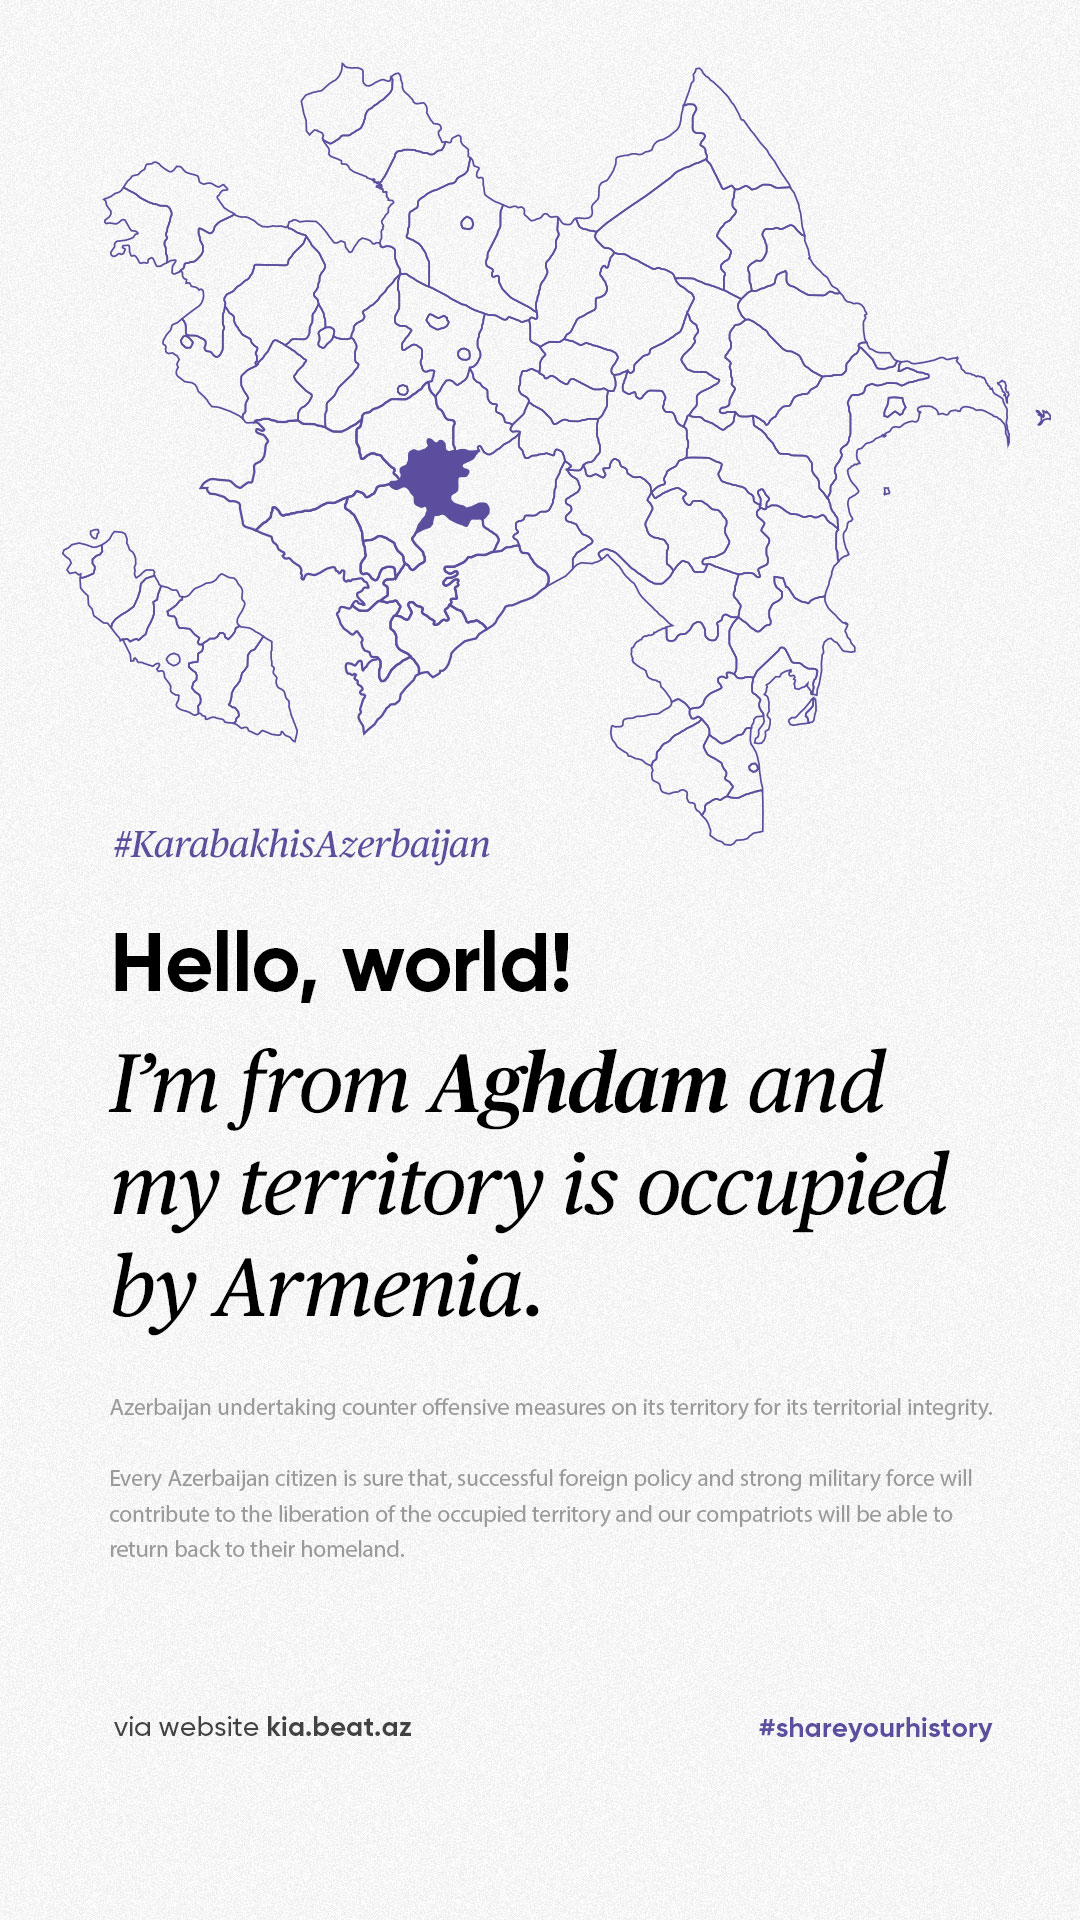 #KarabakhisAzerbaijan
Hello, world!
I’m from Aghdam and
my territory is occupied
by Armenia.
Azerbaijan undertaking counter offensive measures on its territory for its territorial integrity.
Every Azerbaijan citizen is sure that, successful foreign policy and strong military force will
contribute to the liberation of the occupied territory and our compatriots will be able to
return back to their homeland.
via website kia.beat.az
#shareyourhistory